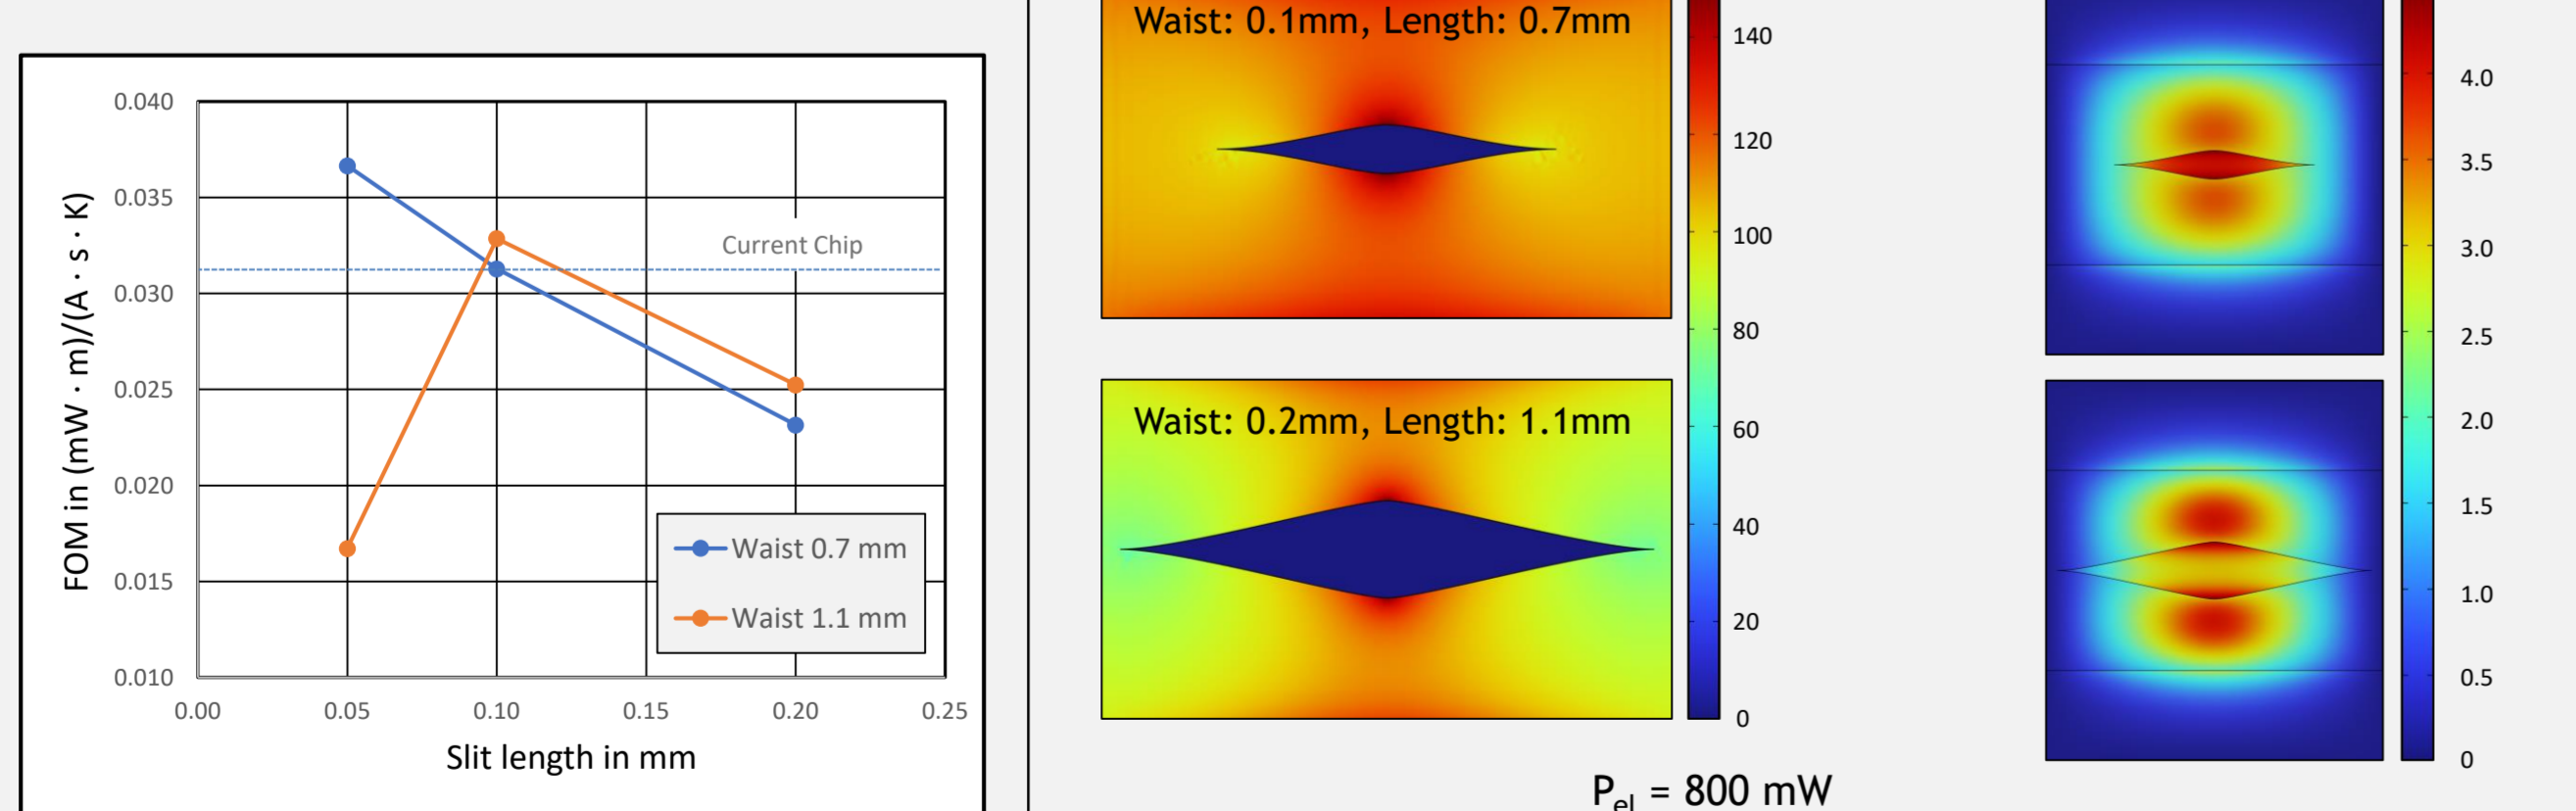 0.040
0.035
0.030
0.025
0.020
0.015
0.010
FOM in (mW · m)/(A · s · K)
Current Chip
Waist 0.7 mm
Waist 1.1 mm
0.00 0.05 0.10 0.15 0.20 0.25
Slit length in mm
Waist: 0.1mm, Length: 0.7mm
Waist: 0.2mm, Length: 1.1mm
140
120
100
80
60
40
20
0
4.0
3.5
3.0
2.5
2.0
1.5
1.0
0.5
0
Pel = 800 mW